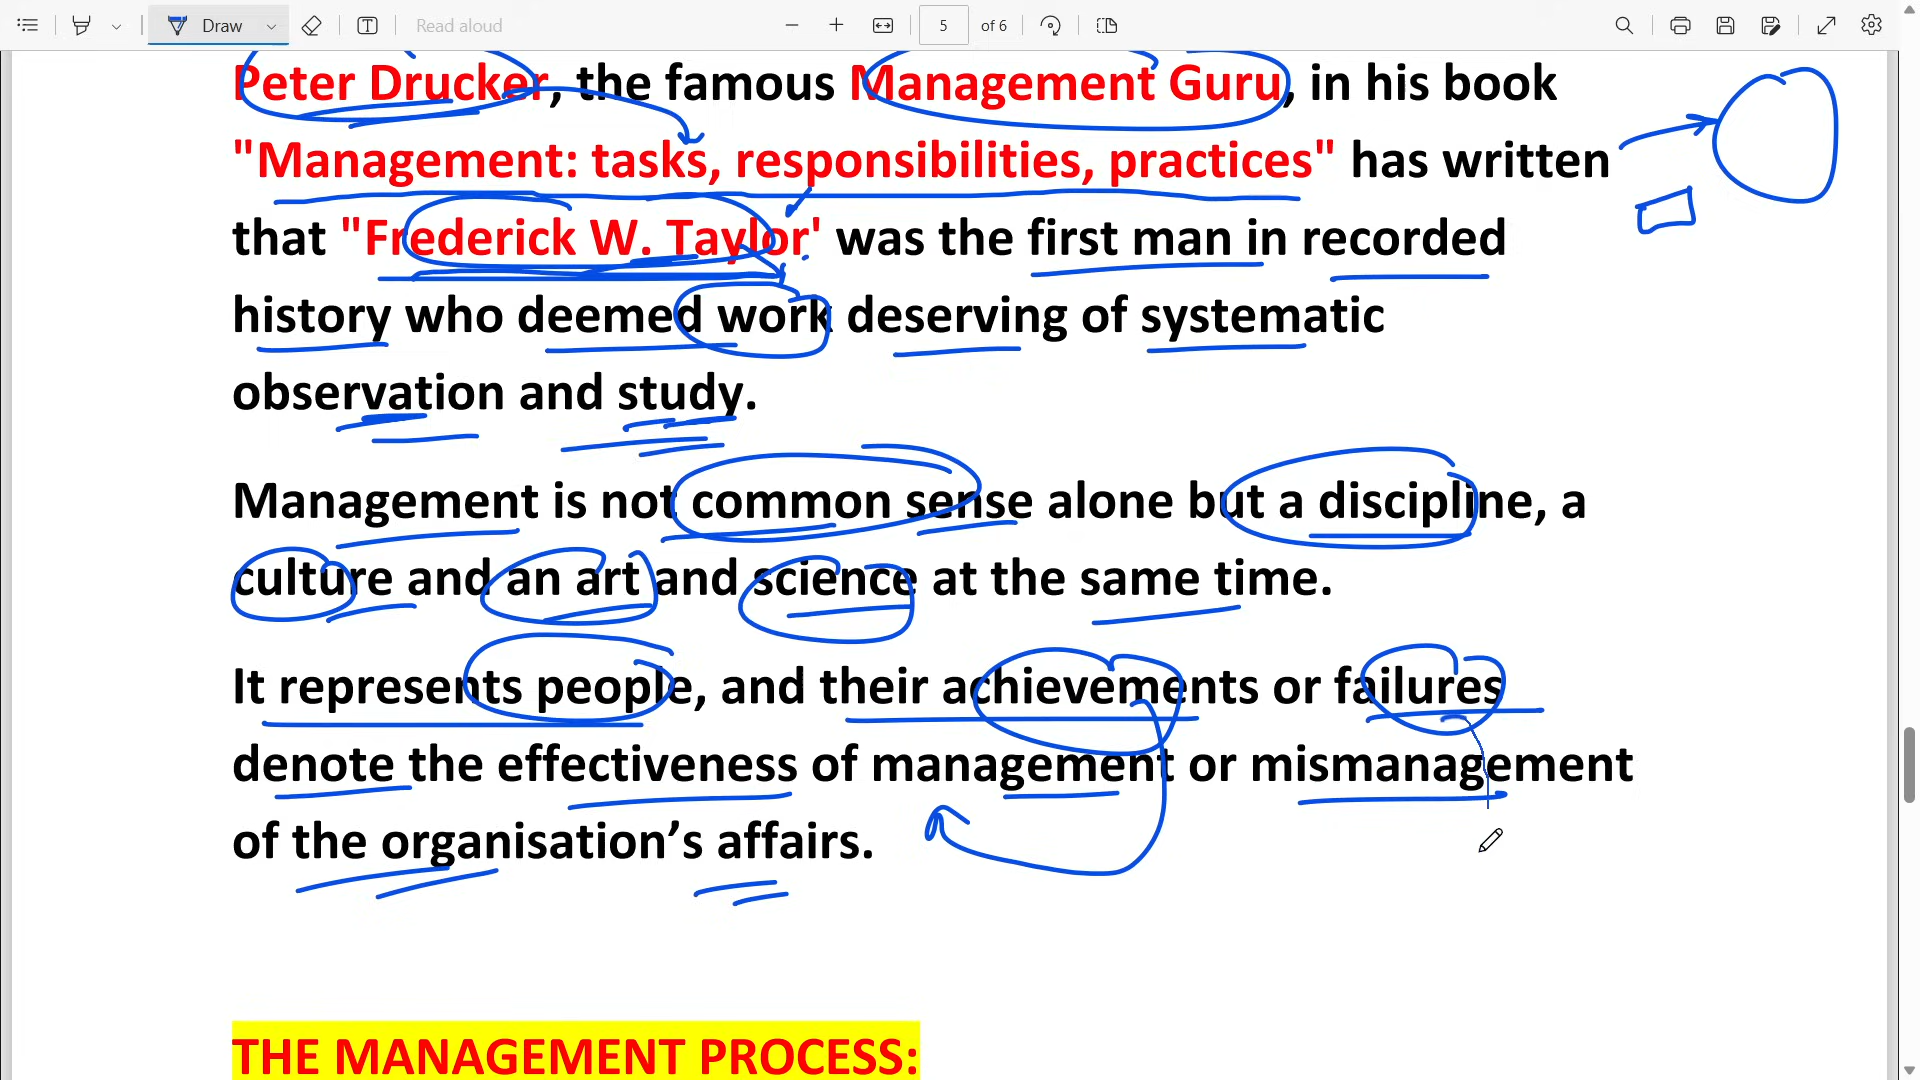 Draw
Read aloud
5 of 6
Peter Drucker, the famous Management Guru, in his book
"Management: tasks, responsibilities, practices" has written
that "Frederick W. Taylor' was the first man in recorded
history who deemed work deserving of systematic
observation and study.
Management is not common sense alone but a discipline, a
culture and an art and science at the same time.
It represents people, and their achievements or failures
denote the effectiveness of management or mismanagement
of the organisation’s affairs.
THE MANAGEMENT PROCESS: